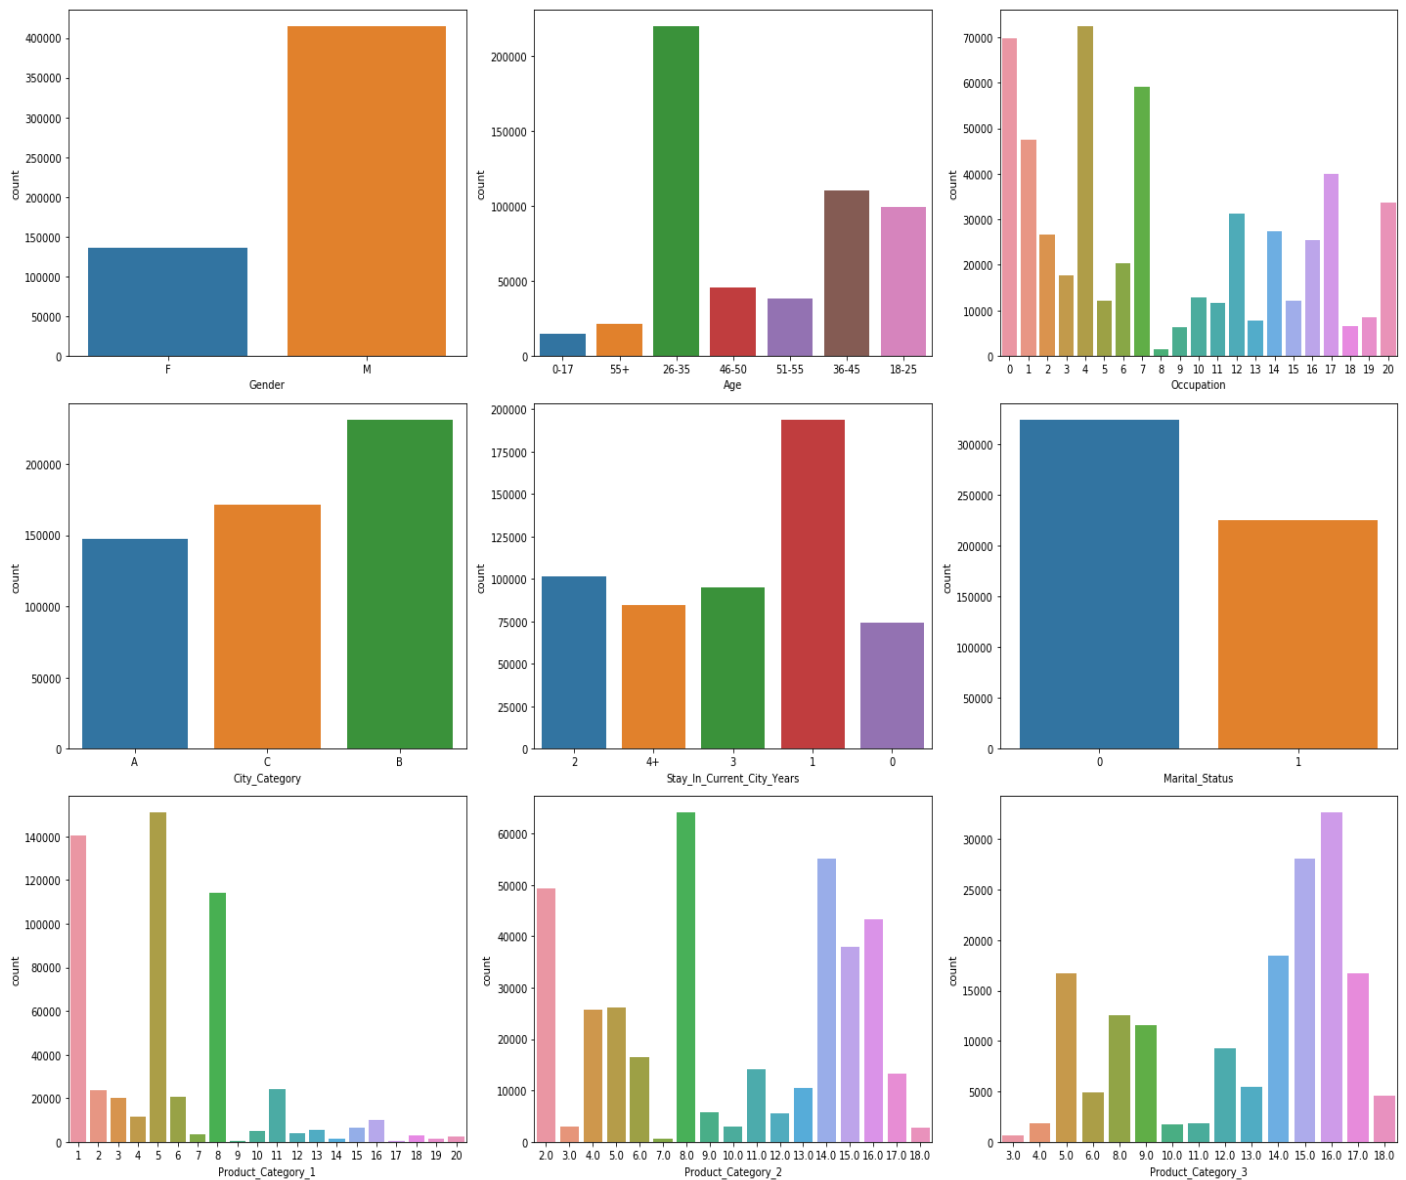 400000
350000
300000
250000
200000
150000
100000
50000
0
count
F M
Gender
200000
150000
100000
50000
0
count
0-17 55+ 26-35 46-50 51-55 36-45 18-25
Age
70000
60000
50000
40000
30000
20000
10000
0
count
0 1 2 3 4 5 6 7 8 9 10 11 12 13 14 15 16 17 18 19 20
Occupation
200000
150000
100000
50000
0
count
A C B
City_Category
200000
175000
150000
125000
100000
75000
50000
25000
0
count
2 4+ 3 1 0
Stay_In_Current_City_Years
300000
250000
200000
150000
100000
50000
0
count
0 1
Marital_Status
140000
120000
100000
80000
60000
40000
20000
0
count
1 2 3 4 5 6 7 8 9 10 11 12 13 14 15 16 17 18 19 20
Product_Category_1
60000
50000
40000
30000
20000
10000
0
count
2.0 3.0 4.0 5.0 6.0 7.0 8.0 9.0 10.0 11.0 12.0 13.0 14.0 15.0 16.0 17.0 18.0
Product_Category_2
30000
25000
20000
15000
10000
5000
0
count
3.0 4.0 5.0 6.0 8.0 9.0 10.0 11.0 12.0 13.0 14.0 15.0 16.0 17.0 18.0
Product_Category_3